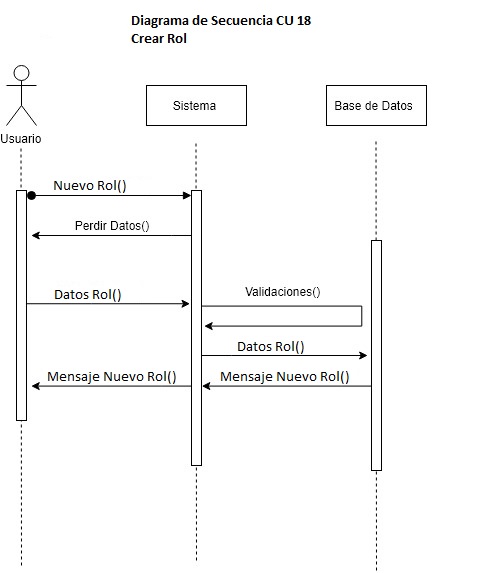 Diagrama de Secuencia CU 18
Crear Rol
Usuario
Sistema
Base de Datos
Nuevo Rol()
Perdir Datos()
Datos Rol()
Validaciones()
Datos Rol()
Mensaje Nuevo Rol()
Mensaje Nuevo Rol()